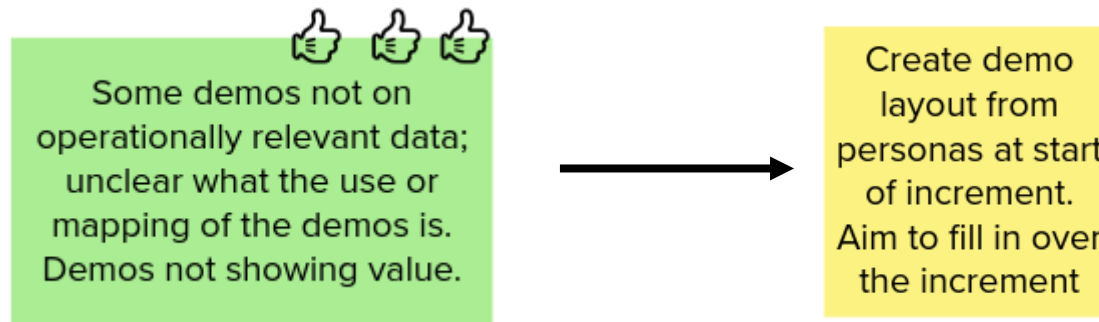 Some demos not on
operationally relevant data;
unclear what the use or
mapping of the demos is.
Demos not showing value.
Create demo
layout from
personas at start
of increment.
Aim to fill in over
the increment